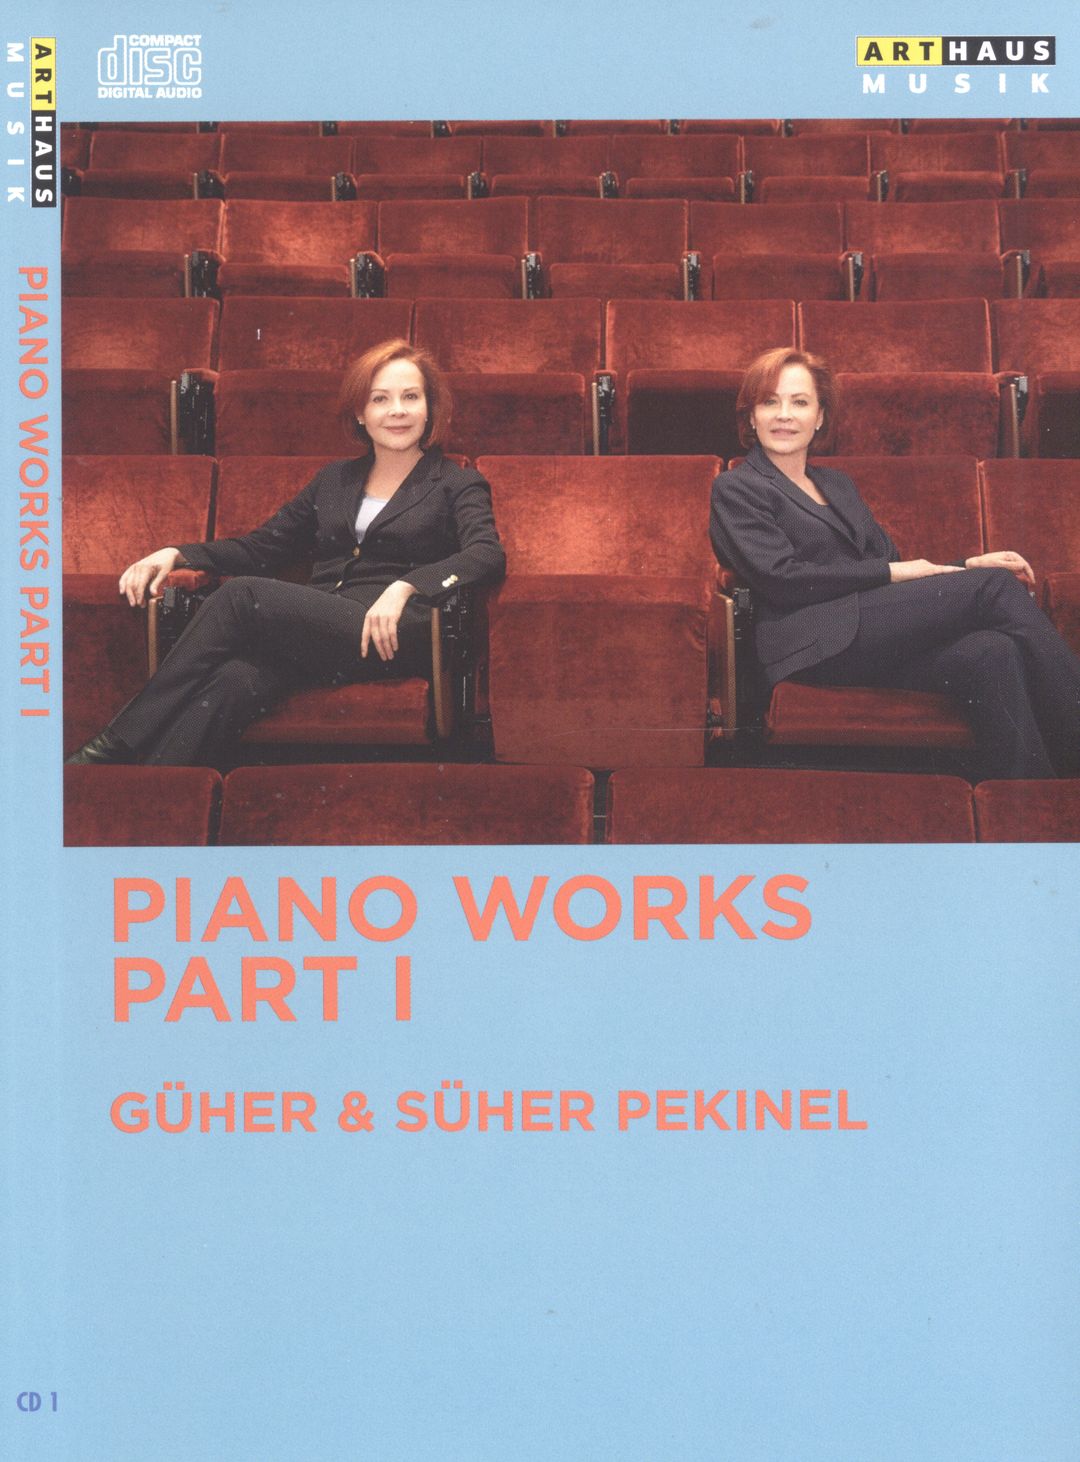 COMPACT
disc
DIGITAL AUDIO
ARTHAUS
MUSIK
ARTHAUS
MUSIK
PIANO WORKS PART I
PIANO WORKS
PART I
GÜHER & SÜHER PEKINEL
CD 1